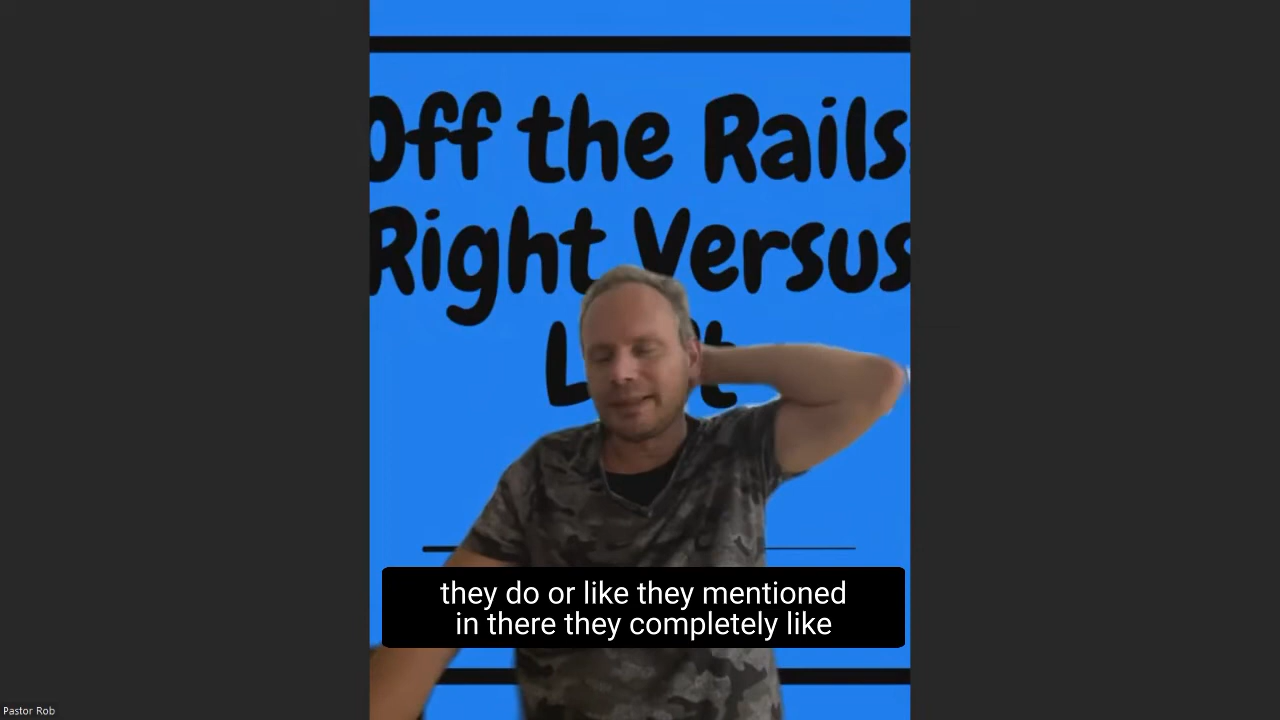 Off the Rails
Right Versus
L t
they do or like they mentioned
in there they completely like
Pastor Rob